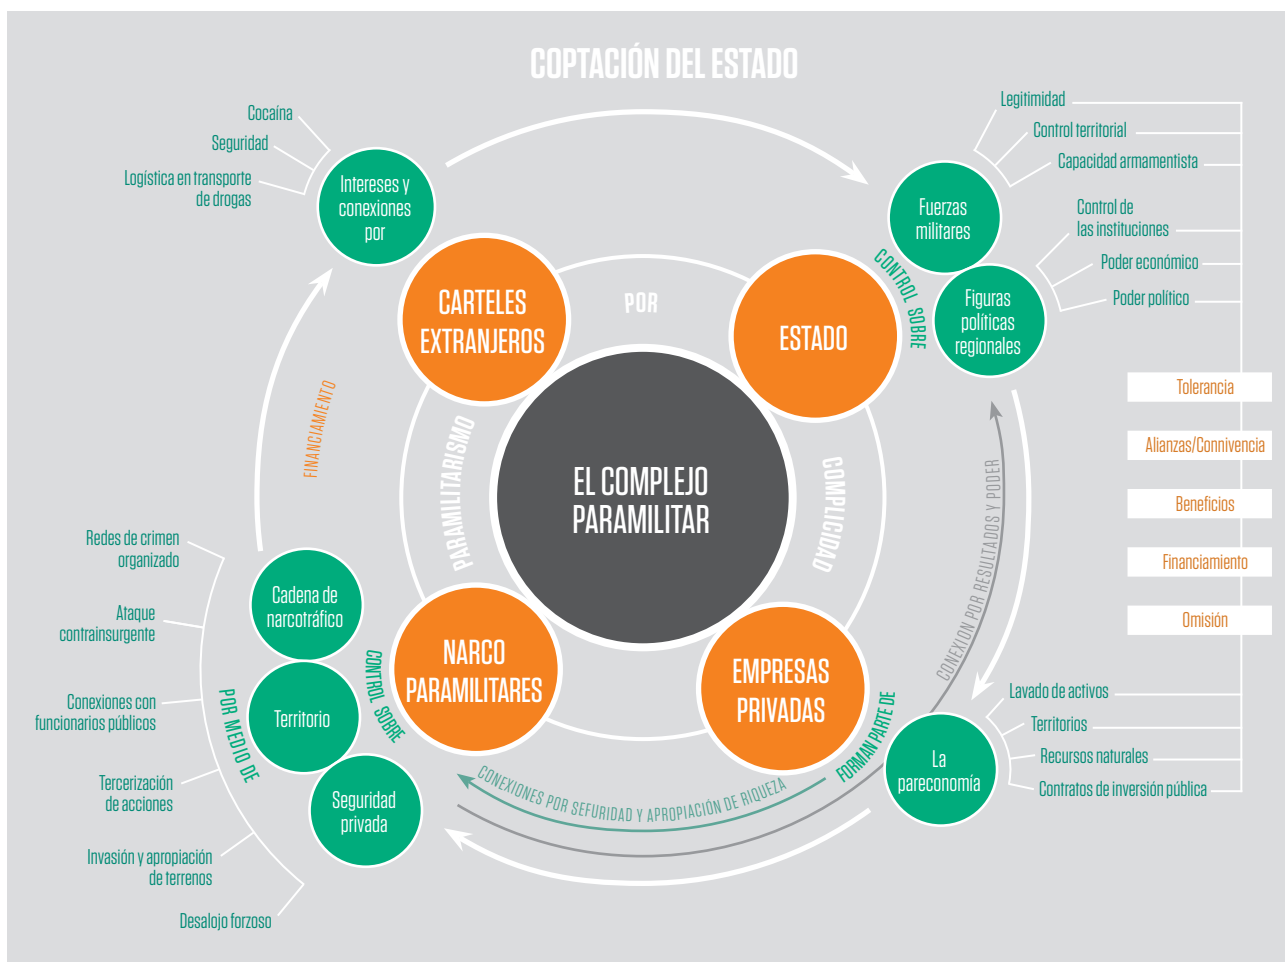 COPTACIÓN DEL ESTADO
Cocaína
Seguridad
Logística en transporte
de drogas
Intereses y
conexiones
por
CARTELES
EXTRANJEROS
POR
ESTADO
CONTROL SOBRE
Fuerzas
militares
Figuras
políticas
regionales
Legitimidad
Control territorial
Capacidad armamentista
Control de
las instituciones
Poder económico
Poder político
FINANCIAMIENTO
PARAMILITARISMO
EL COMPLEJO
PARAMILITAR
COMPLICIDAD
CONEXION POR RESULTADOS Y PODER
Tolerancia
Alianzas/Connivencia
Beneficios
Financiamiento
Omisión
Redes de crimen
organizado
Ataque
contrainsurgente
Conexiones con
funcionarios públicos
Tercerización
de acciones
Invasión y apropiación
de terrenos
Desalojo forzoso
POR MEDIO DE
Cadena de
narcotráfico
Territorio
Seguridad
privada
CONTROL SOBRE
NARCO
PARAMILITARES
EMPRESAS
PRIVADAS
FORMAN PARTE DE
CONEXIONES POR SEFURIDAD Y APROPIACIÓN DE RIQUEZA
La
pareconomía
Lavado de activos
Territorios
Recursos naturales
Contratos de inversión pública